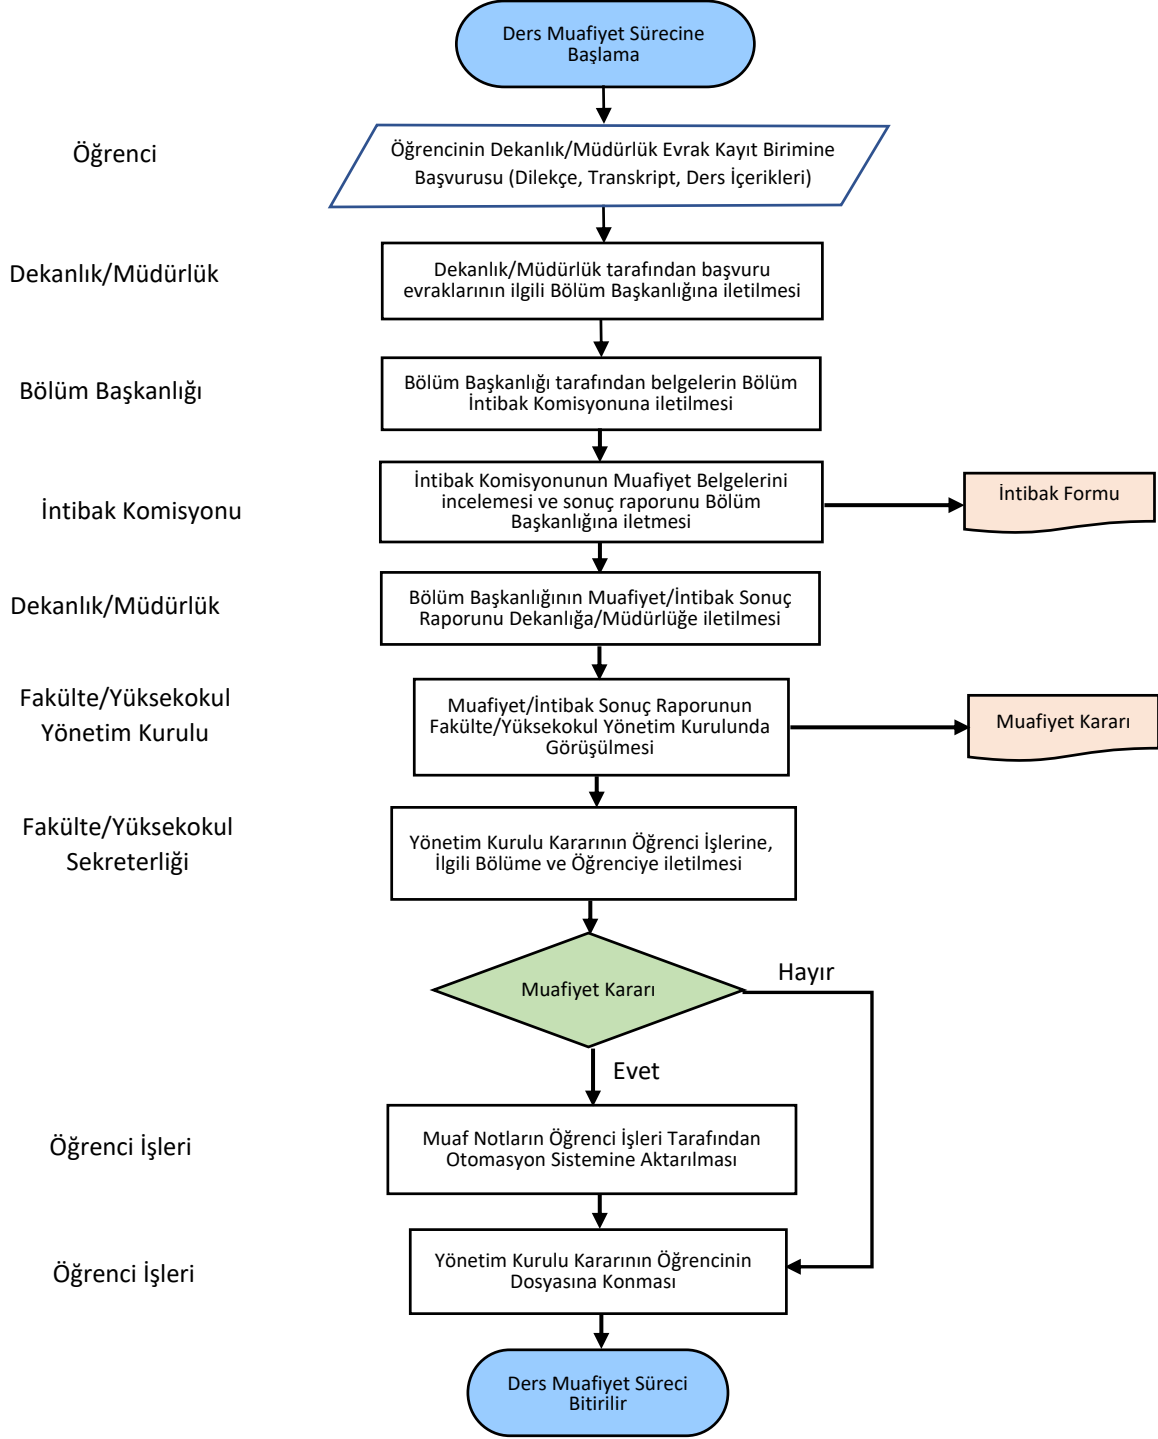 Ders Muafiyet Sürecine
Başlama
Öğrenci
Öğrencinin Dekanlık/Müdürlük Evrak Kayıt Birimine
Başvurusu (Dilekçe, Transkript, Ders İçerikleri)
Dekanlık/Müdürlük
Dekanlık/Müdürlük tarafından başvuru
evraklarının ilgili Bölüm Başkanlığına iletilmesi
Bölüm Başkanlığı
Bölüm Başkanlığı tarafından belgelerin Bölüm
İntibak Komisyonuna iletilmesi
İntibak Komisyonu
İntibak Komisyonunun Muafiyet Belgelerini
incelemesi ve sonuç raporunu Bölüm
Başkanlığına iletmesi
İntibak Formu
Dekanlık/Müdürlük
Bölüm Başkanlığının Muafiyet/İntibak Sonuç
Raporunu Dekanlığa/Müdürlüğe iletilmesi
Fakülte/Yüksekokul
Yönetim Kurulu
Muafiyet/İntibak Sonuç Raporunun
Fakülte/Yüksekokul Yönetim Kurulunda
Görüşülmesi
Muafiyet Kararı
Fakülte/Yüksekokul
Sekreterliği
Yönetim Kurulu Kararının Öğrenci İşlerine,
İlgili Bölüme ve Öğrenciye iletilmesi
Muafiyet Kararı
Hayır
Evet
Öğrenci İşleri
Muaf Notların Öğrenci İşleri Tarafından
Otomasyon Sistemine Aktarılması
Öğrenci İşleri
Yönetim Kurulu Kararının Öğrencinin
Dosyasına Konması
Ders Muafiyet Süreci
Bitirilir